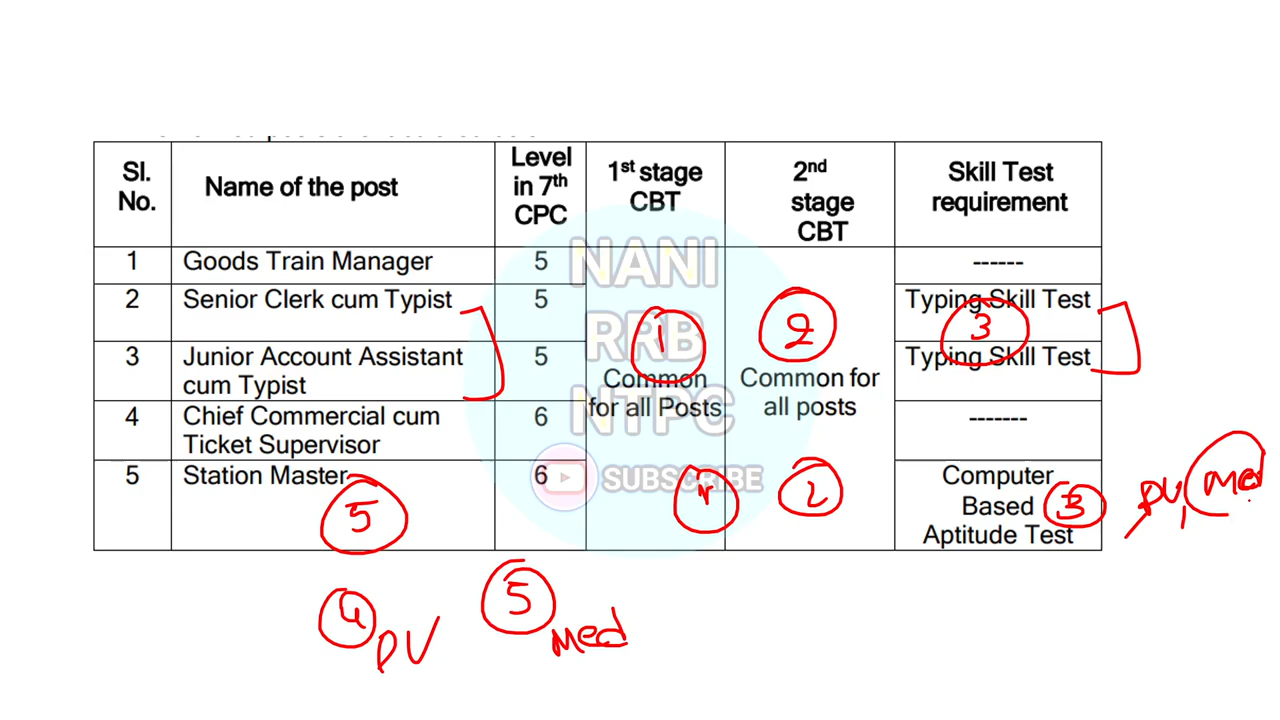 Sl. No. | Name of the post | Level in 7th CPC | 1st stage CBT | 2nd stage CBT | Skill Test requirement
1 | Goods Train Manager | 5 | ------
2 | Senior Clerk cum Typist | 5 | Typing Skill Test
3 | Junior Account Assistant cum Typist | 5 | Typing Skill Test
Common for all Posts
Common for all posts
4 | Chief Commercial cum Ticket Supervisor | 6 | -------
5 | Station Master | 6 | Computer Based Aptitude Test
NANI
RRB
NTPC
SUBSCRIBE
1
2
3
5
2
3
PV, Med
4 PV
5 Med